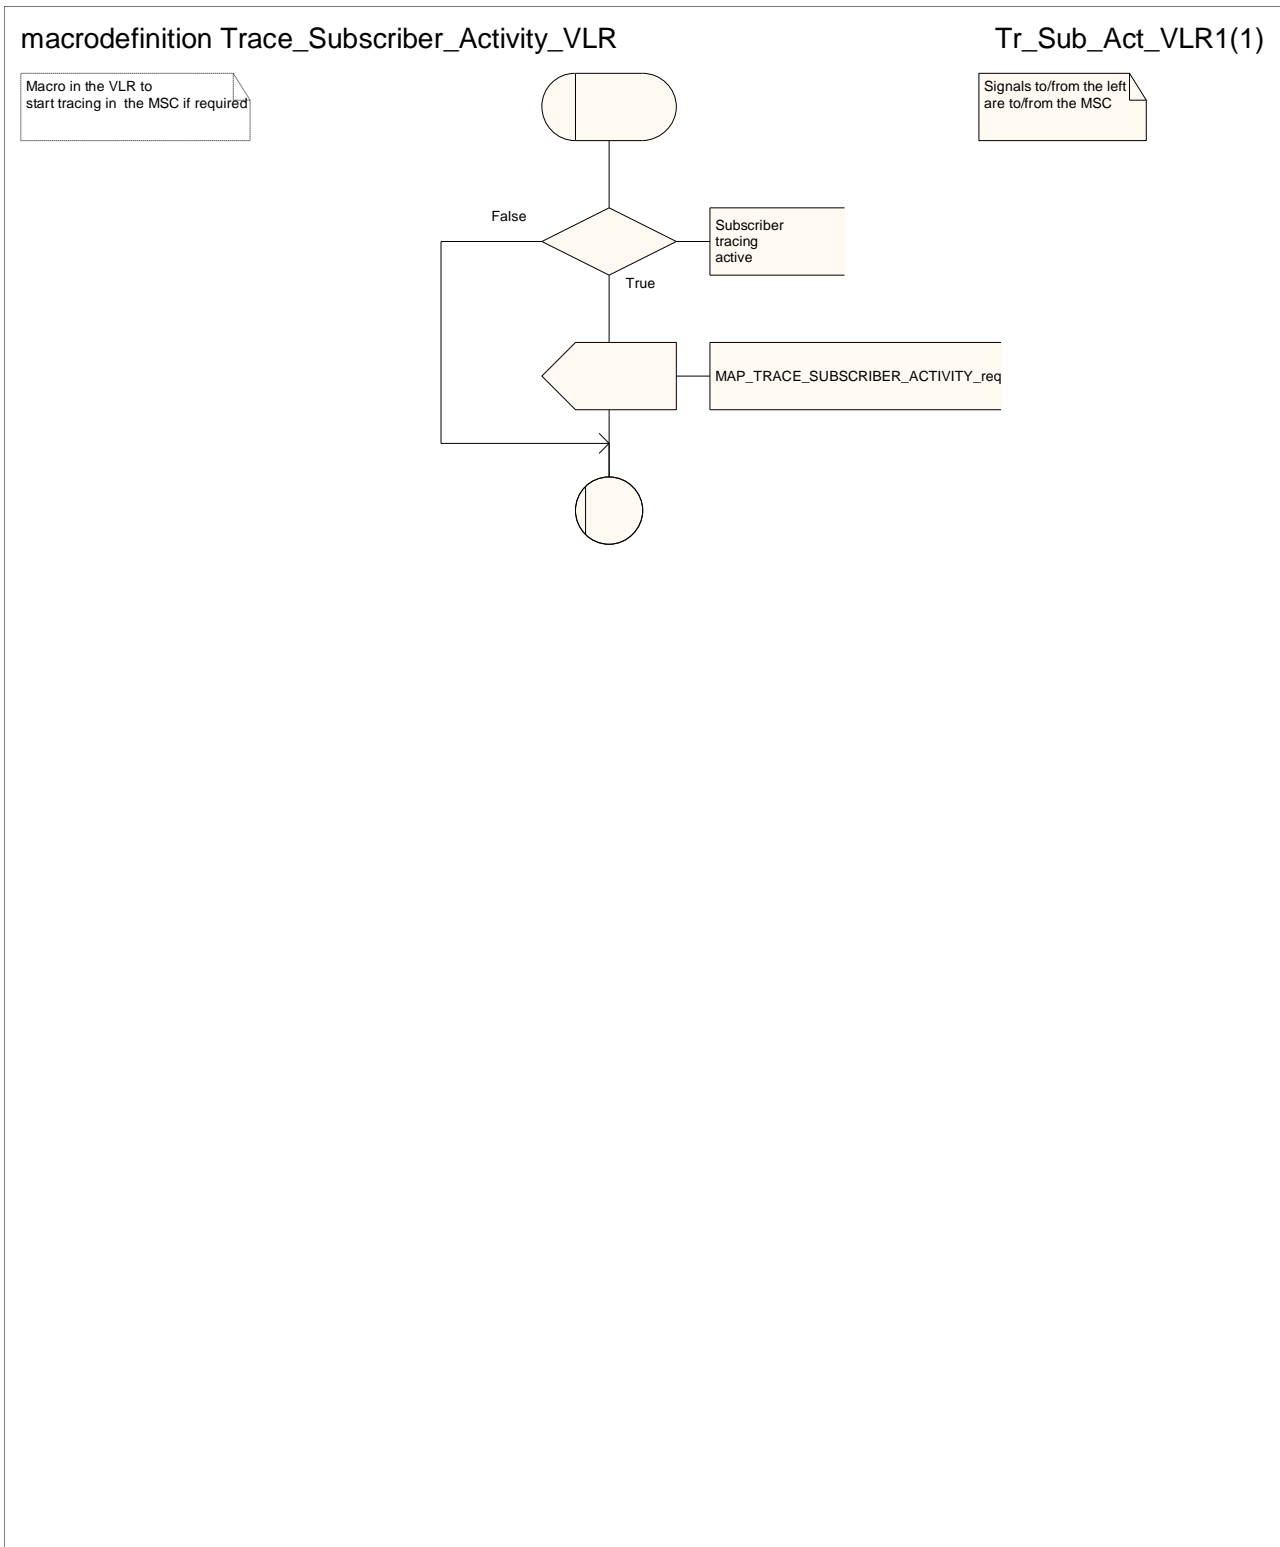 macrodefinition Trace_Subscriber_Activity_VLR
Tr_Sub_Act_VLR1(1)
Macro in the VLR to
start tracing in the MSC if required
Signals to/from the left
are to/from the MSC
False
Subscriber
tracing
active
True
MAP_TRACE_SUBSCRIBER_ACTIVITY_req